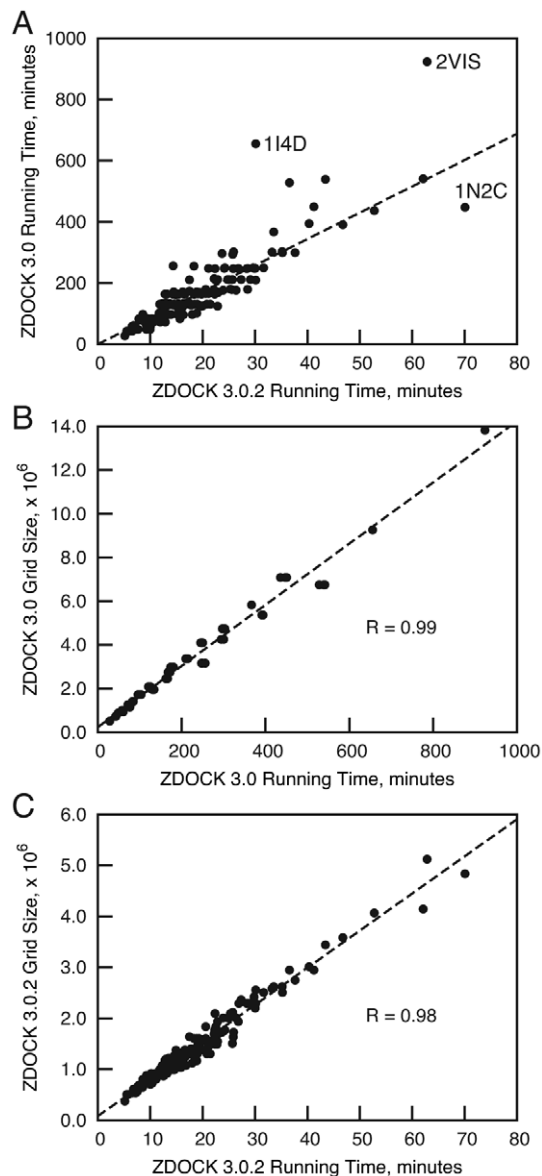 A
1000
800
600
400
200
0
ZDOCK 3.0 Running Time, minutes
2VIS
1I4D
1N2C
0 10 20 30 40 50 60 70 80
ZDOCK 3.0.2 Running Time, minutes
B
14.0
12.0
10.0
8.0
6.0
4.0
2.0
0.0
ZDOCK 3.0 Grid Size, x 10⁶
R = 0.99
0 200 400 600 800 1000
ZDOCK 3.0 Running Time, minutes
C
6.0
5.0
4.0
3.0
2.0
1.0
0.0
ZDOCK 3.0.2 Grid Size, x 10⁶
R = 0.98
0 10 20 30 40 50 60 70 80
ZDOCK 3.0.2 Running Time, minutes